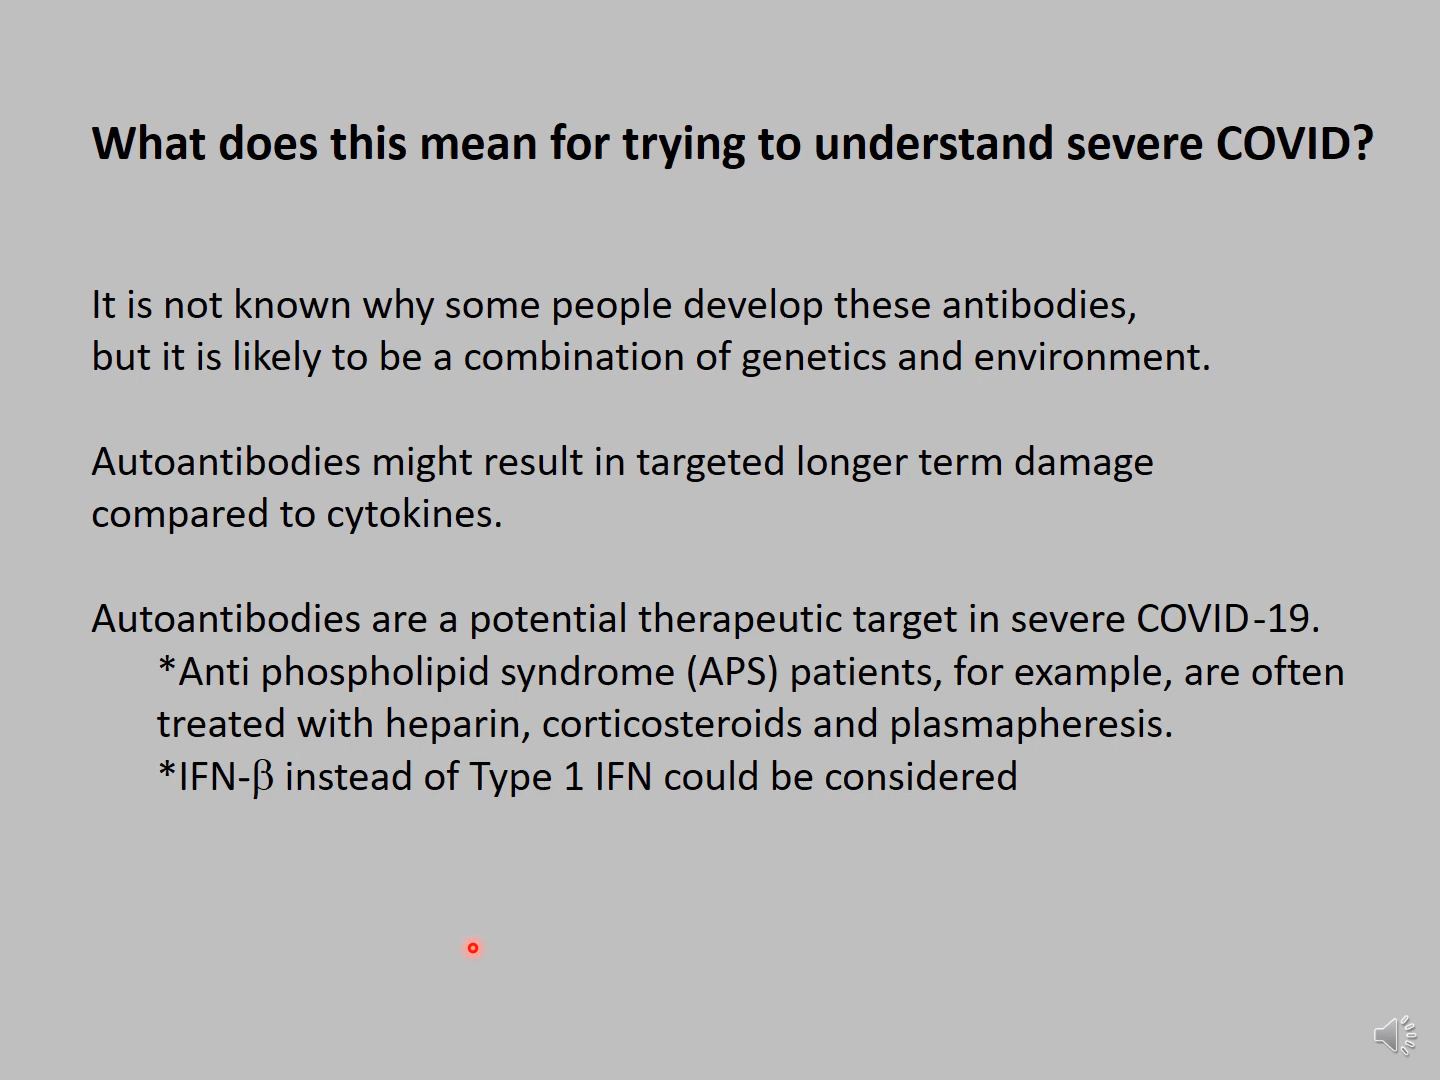 What does this mean for trying to understand severe COVID?
It is not known why some people develop these antibodies,
but it is likely to be a combination of genetics and environment.
Autoantibodies might result in targeted longer term damage
compared to cytokines.
Autoantibodies are a potential therapeutic target in severe COVID-19.
*Anti phospholipid syndrome (APS) patients, for example, are often
treated with heparin, corticosteroids and plasmapheresis.
*IFN-β instead of Type 1 IFN could be considered